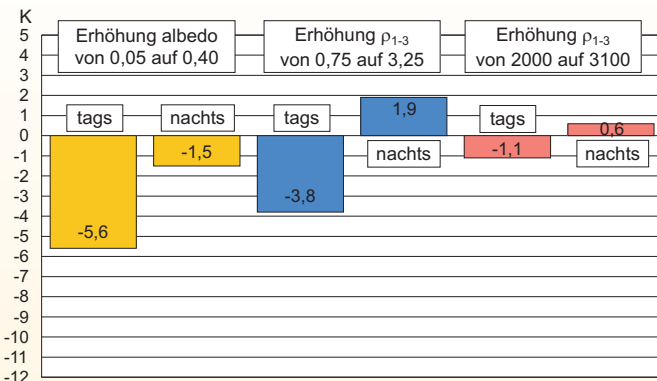 K
5
4
3
2
1
0
-1
-2
-3
-4
-5
-6
-7
-8
-9
-10
-11
-12
Erhöhung albedo
von 0,05 auf 0,40
Erhöhung ρ1-3
von 0,75 auf 3,25
Erhöhung ρ1-3
von 2000 auf 3100
tags
nachts
tags
1,9
tags
0,6
-5,6
-1,5
-3,8
nachts
-1,1
nachts